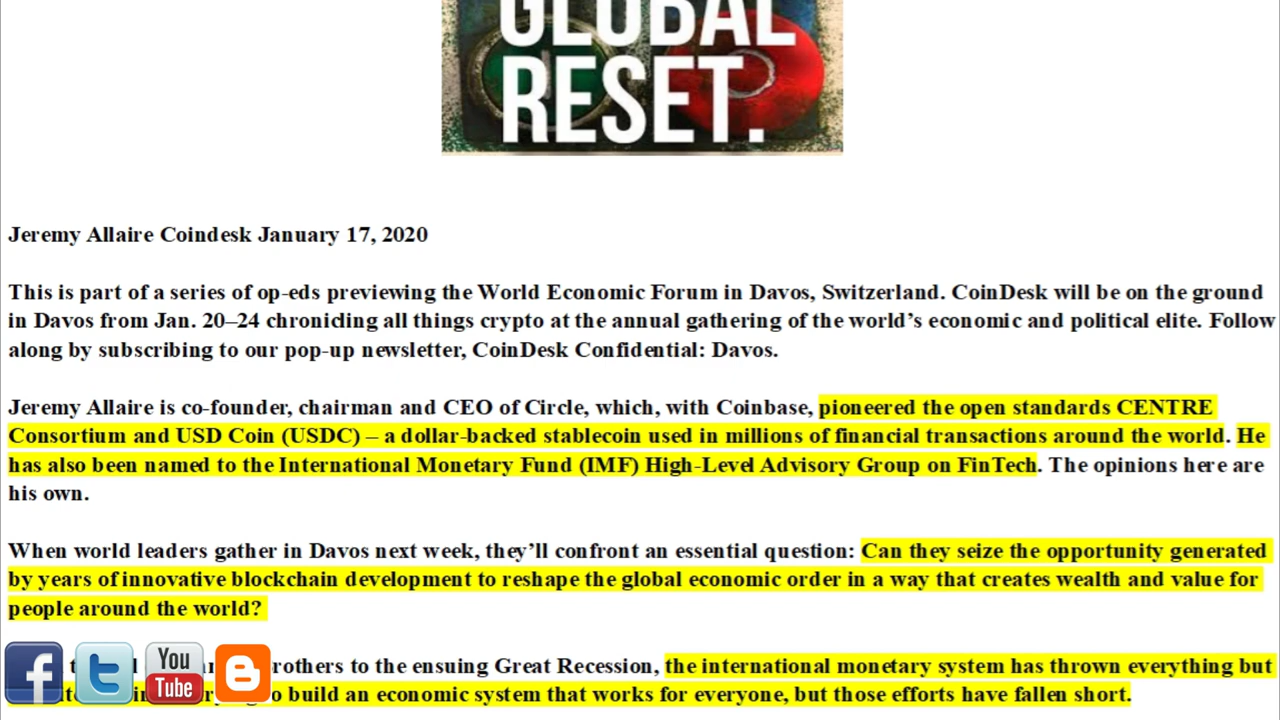 GLOBAL
RESET.
Jeremy Allaire Coindesk January 17, 2020
This is part of a series of op-eds previewing the World Economic Forum in Davos, Switzerland. CoinDesk will be on the ground
in Davos from Jan. 20–24 chronicling all things crypto at the annual gathering of the world’s economic and political elite. Follow
along by subscribing to our pop-up newsletter, CoinDesk Confidential: Davos.
Jeremy Allaire is co-founder, chairman and CEO of Circle, which, with Coinbase, pioneered the open standards CENTRE
Consortium and USD Coin (USDC) – a dollar-backed stablecoin used in millions of financial transactions around the world. He
has also been named to the International Monetary Fund (IMF) High-Level Advisory Group on FinTech. The opinions here are
his own.
When world leaders gather in Davos next week, they’ll confront an essential question: Can they seize the opportunity generated
by years of innovative blockchain development to reshape the global economic order in a way that creates wealth and value for
people around the world?
to the ensuing Great Recession, the international monetary system has thrown everything but
build an economic system that works for everyone, but those efforts have fallen short.
You
Tube